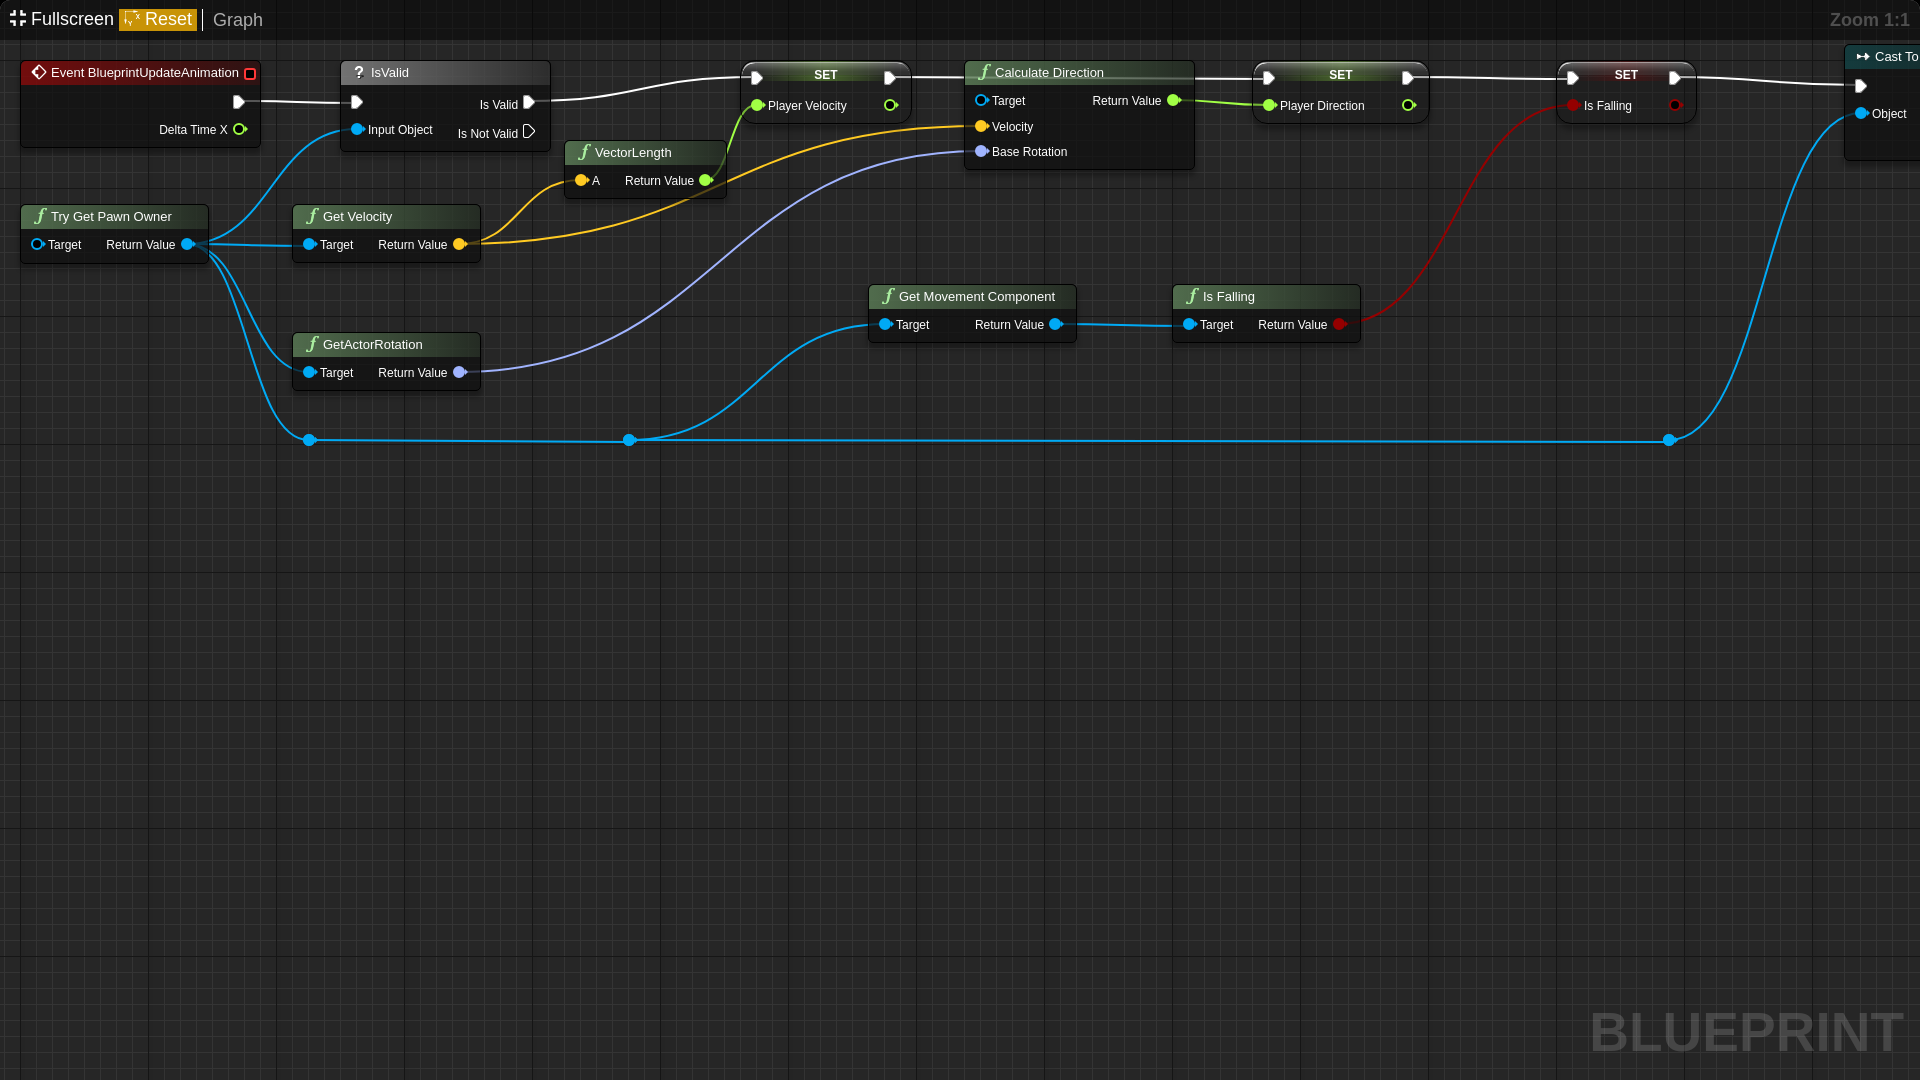 Fullscreen Reset Graph
Zoom 1:1
Event BlueprintUpdateAnimation
Delta Time X
? IsValid
Is Valid
Input Object
Is Not Valid
SET
Player Velocity
f Calculate Direction
Target Return Value
Velocity
Base Rotation
SET
Player Direction
SET
Is Falling
Cast To
Object
f VectorLength
A Return Value
f Try Get Pawn Owner
Target Return Value
f Get Velocity
Target Return Value
f Get Movement Component
Target Return Value
f Is Falling
Target Return Value
f GetActorRotation
Target Return Value
BLUEPRINT